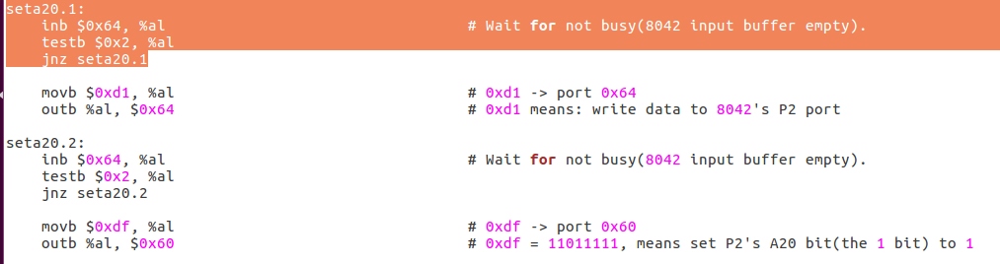 seta20.1:
    inb $0x64, %al                                  # Wait for not busy(8042 input buffer empty).
    testb $0x2, %al
    jnz seta20.1
    movb $0xd1, %al                                 # 0xd1 -> port 0x64
    outb %al, $0x64                                 # 0xd1 means: write data to 8042's P2 port
seta20.2:
    inb $0x64, %al                                  # Wait for not busy(8042 input buffer empty).
    testb $0x2, %al
    jnz seta20.2
    movb $0xdf, %al                                 # 0xdf -> port 0x60
    outb %al, $0x60                                 # 0xdf = 11011111, means set P2's A20 bit(the 1 bit) to 1